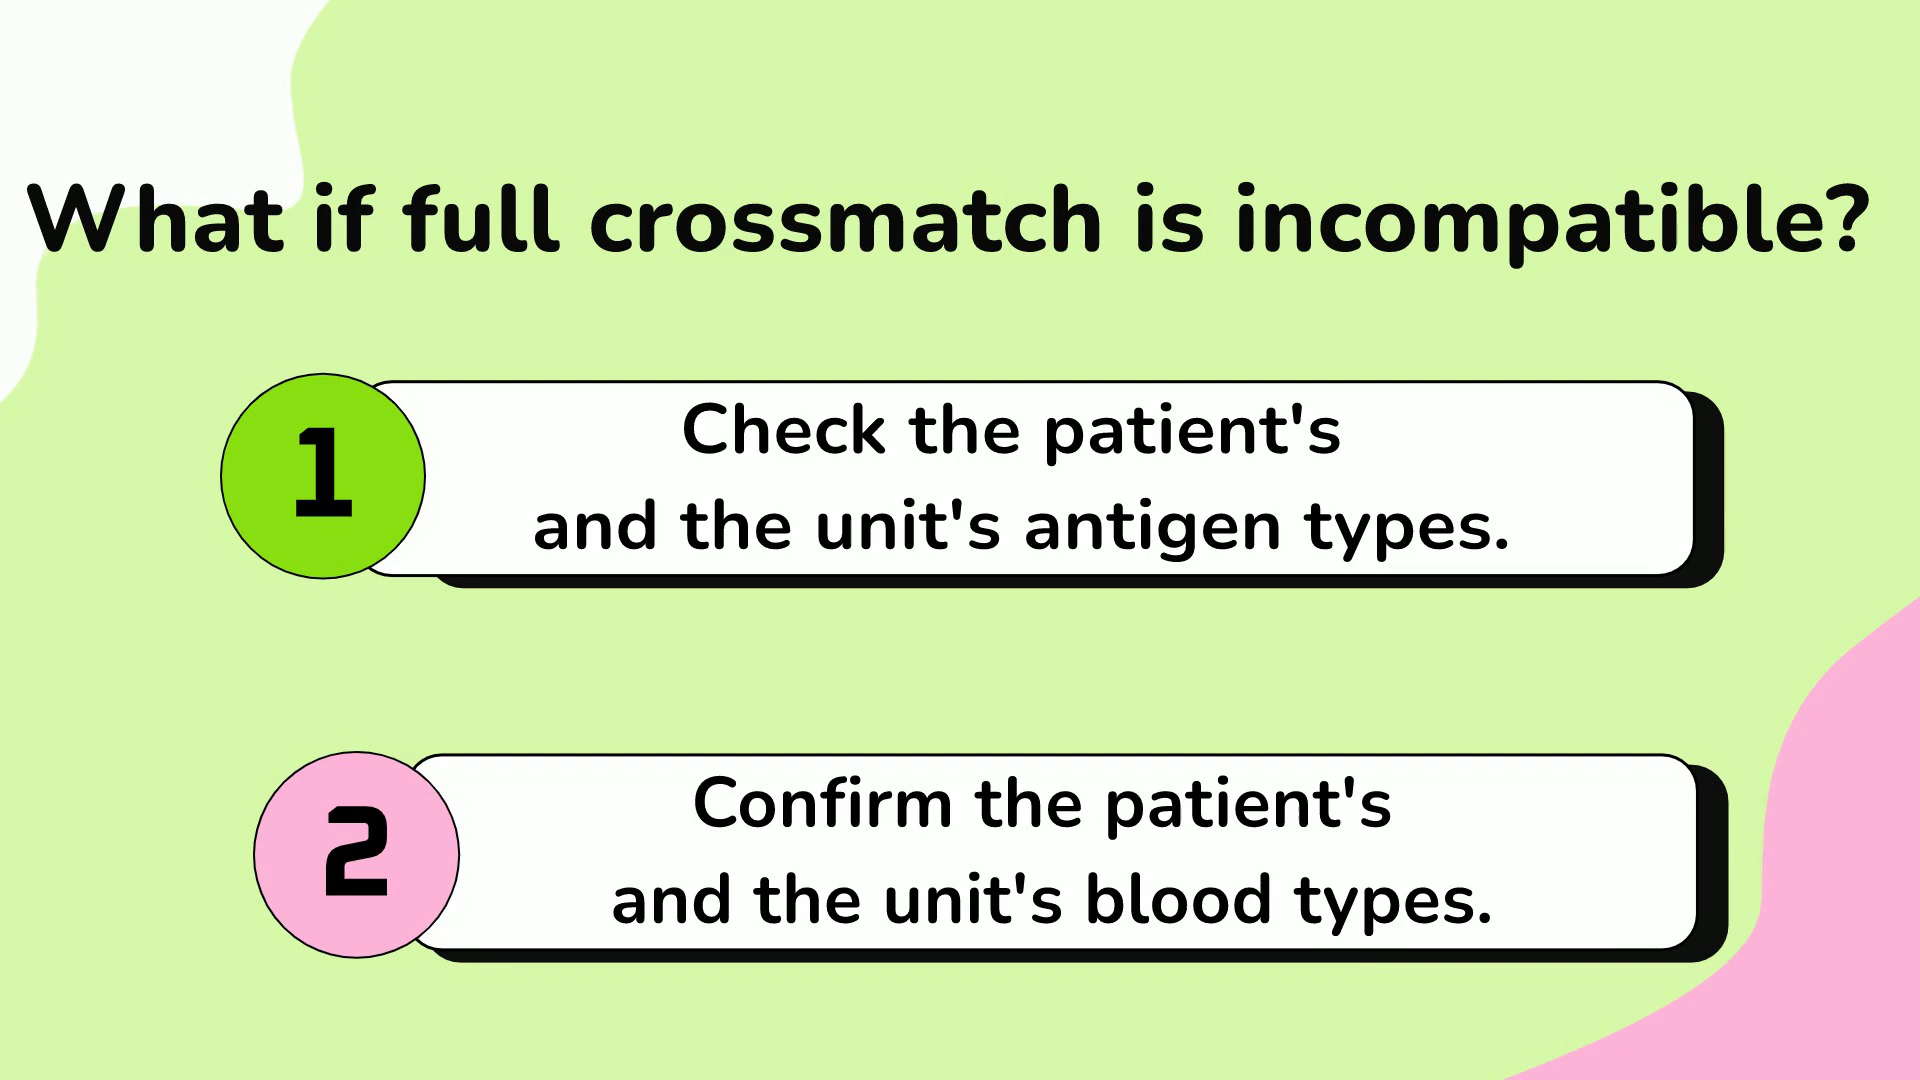 What if full crossmatch is incompatible?
1
Check the patient's
and the unit's antigen types.
2
Confirm the patient's
and the unit's blood types.